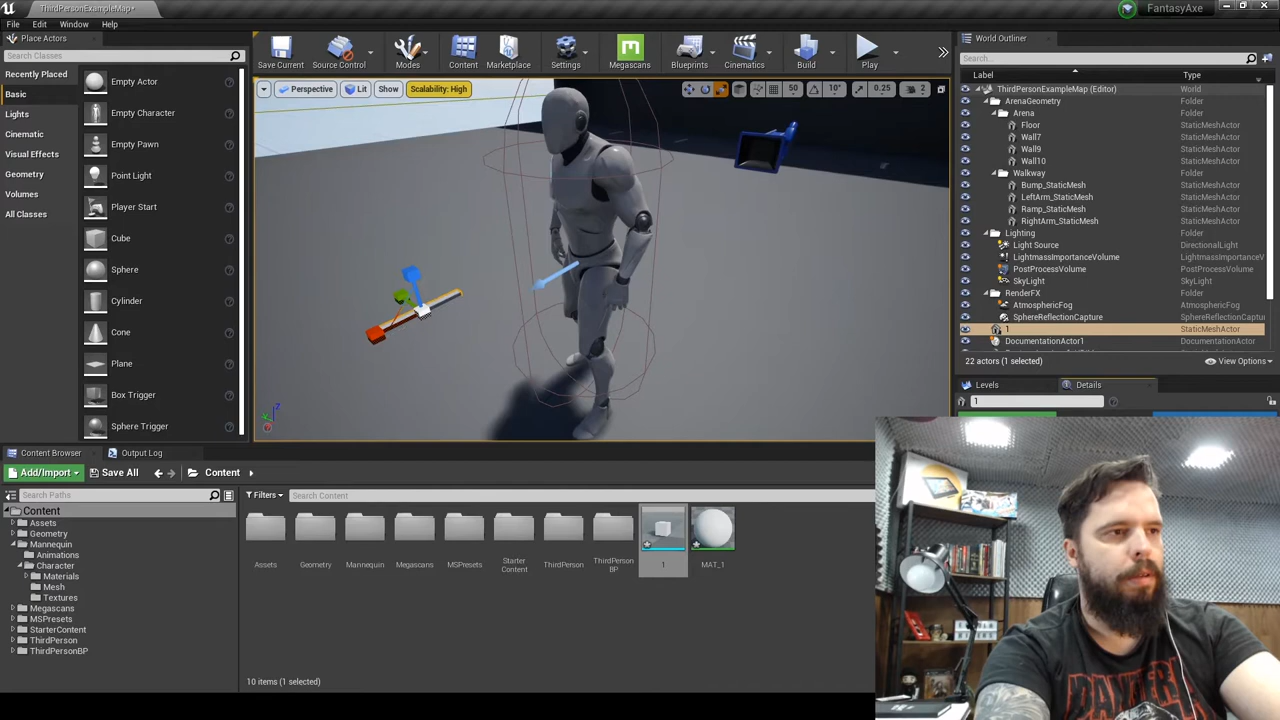 ThirdPersonExampleMap*
FantasyAxe
File Edit Window Help
Place Actors
Search Classes
Recently Placed
Basic
Lights
Cinematic
Visual Effects
Geometry
Volumes
All Classes
Empty Actor
Empty Character
Empty Pawn
Point Light
Player Start
Cube
Sphere
Cylinder
Cone
Plane
Box Trigger
Sphere Trigger
Save Current
Source Control
Modes
Content
Marketplace
Settings
Megascans
Blueprints
Cinematics
Build
Play
Perspective
Lit
Show
Scalability: High
50
10°
0.25
2
World Outliner
Search...
Label Type
ThirdPersonExampleMap (Editor) World
ArenaGeometry Folder
Arena Folder
Floor StaticMeshActor
Wall7 StaticMeshActor
Wall9 StaticMeshActor
Wall10 StaticMeshActor
Walkway Folder
Bump_StaticMesh StaticMeshActor
LeftArm_StaticMesh StaticMeshActor
Ramp_StaticMesh StaticMeshActor
RightArm_StaticMesh StaticMeshActor
Lighting Folder
Light Source DirectionalLight
LightmassImportanceVolume LightmassImportanc
PostProcessVolume PostProcessVolume
SkyLight SkyLight
RenderFX Folder
AtmosphericFog AtmosphericFog
SphereReflectionCaptur SphereReflectionCapt
1 StaticMeshActor
DocumentationActor1 DocumentationActor
22 actors (1 selected)
View Options
Levels
Details
1
Content Browser
Output Log
Add/Import
Save All
Content
Search Paths
Filters
Search Content
Content
Assets
Geometry
Mannequin
Animations
Character
Materials
Mesh
Textures
Megascans
MSPresets
StarterContent
ThirdPerson
ThirdPersonBP
Assets
Geometry
Mannequin
Megascans
MSPresets
Starter
Content
ThirdPerson
ThirdPerson
BP
1
MAT_1
10 items (1 selected)